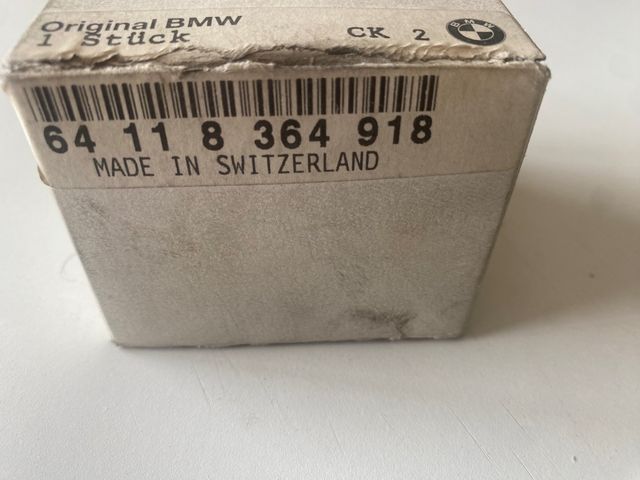 Original BMW
1 Stück CK 2
BMW
64 11 8 364 918
MADE IN SWITZERLAND